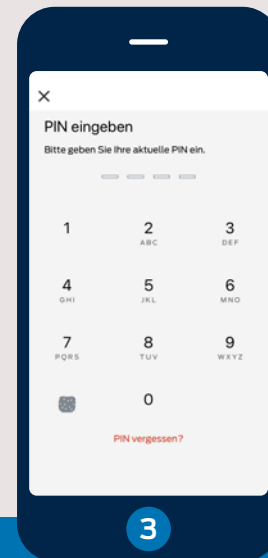 PIN eingeben
Bitte geben Sie Ihre aktuelle PIN ein.
1 2 3
ABC DEF
4 5 6
GHI JKL MNO
7 8 9
PQRS TUV WXYZ
0
PIN vergessen?
3